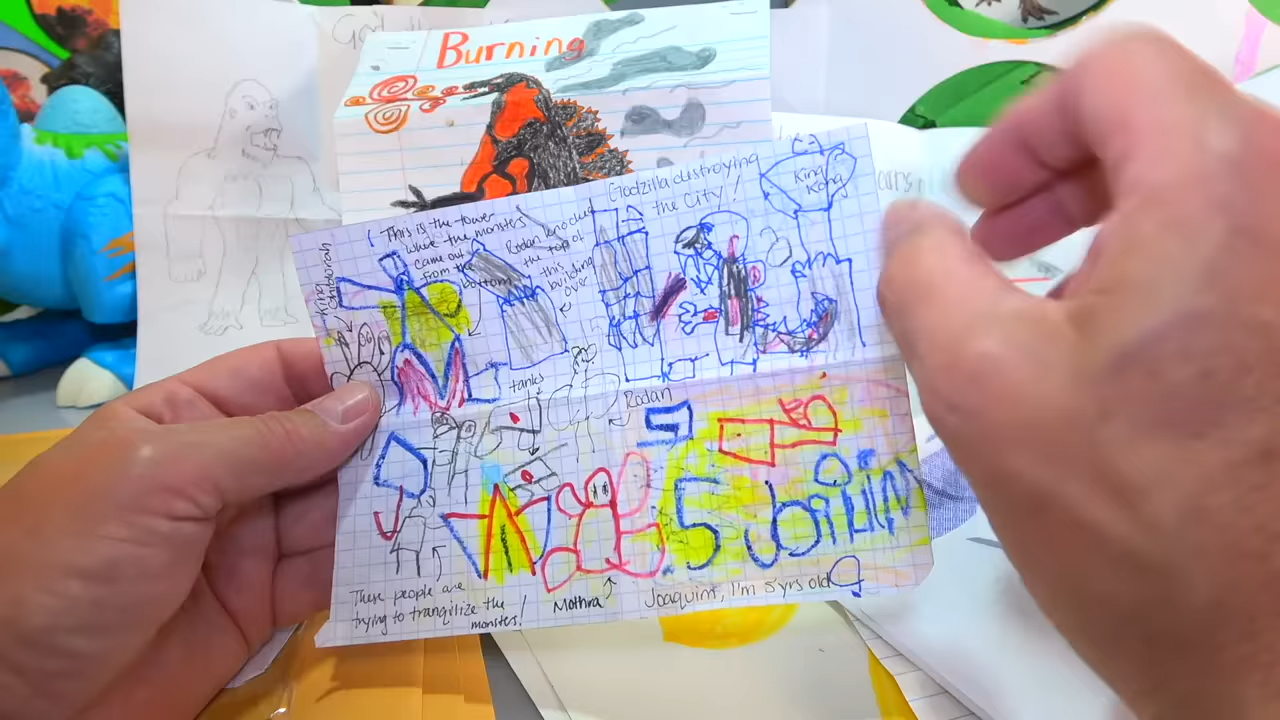 Burning
Godzilla destroying
the City!
King
Kong
This is the tower
where the monsters
came out
from the
bottom
Rodan knocked
the top of
this
building
over
King
Ghidorah
tanks
Rodan
5
These people are
trying to tranquilize the
monsters!
Mothra
Joaquint, I'm 5 yrs old